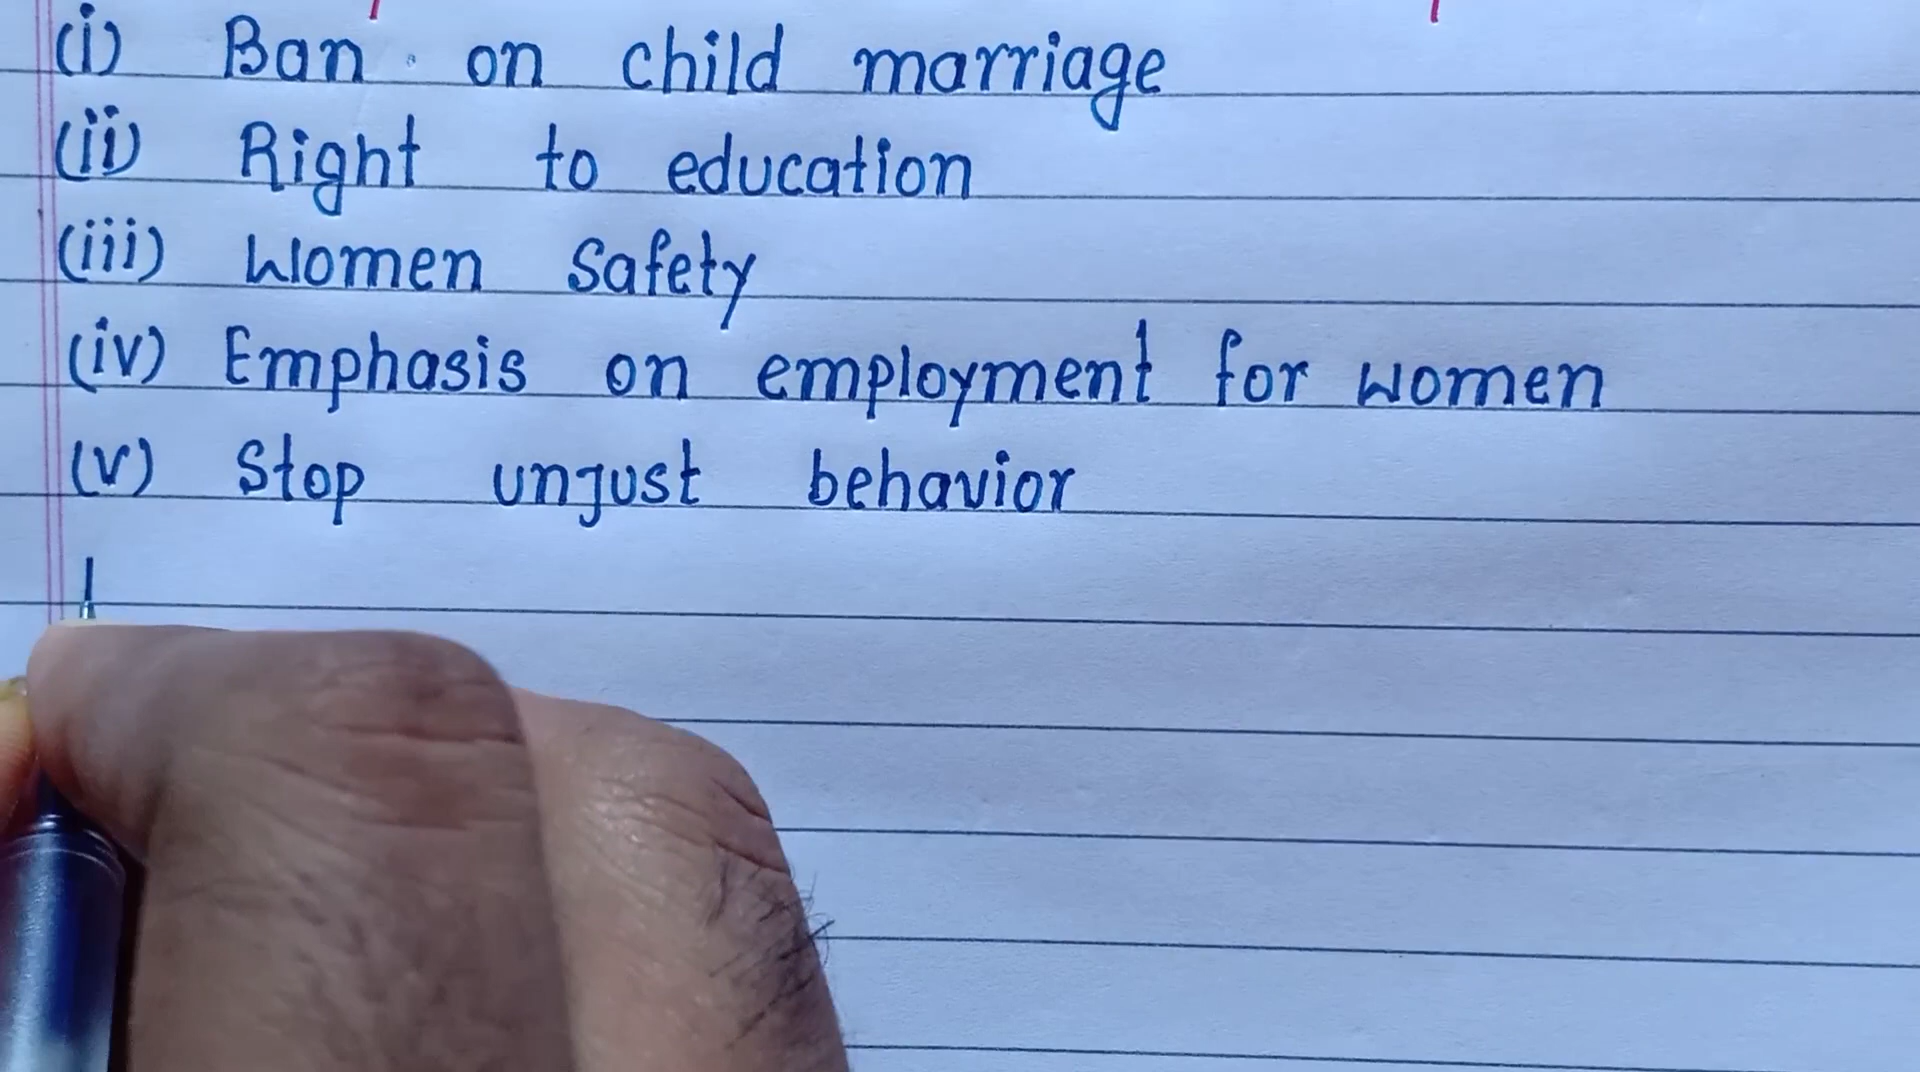 (i) Ban on child marriage
(ii) Right to education
(iii) Women Safety
(iv) Emphasis on employment for women
(v) Stop unjust behavior